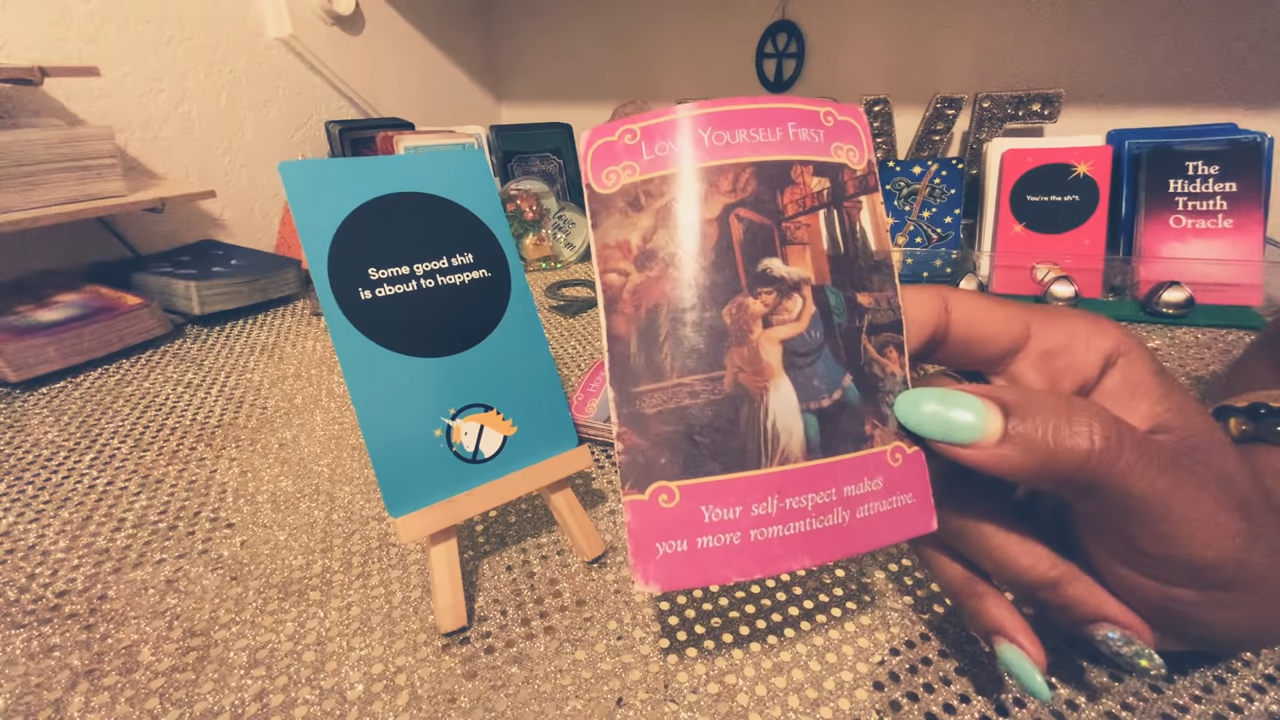 Some good shit
is about to happen.
LOVE YOURSELF FIRST
Your self-respect makes
you more romantically attractive.
VE
You're the sh*t.
The
Hidden
Truth
Oracle